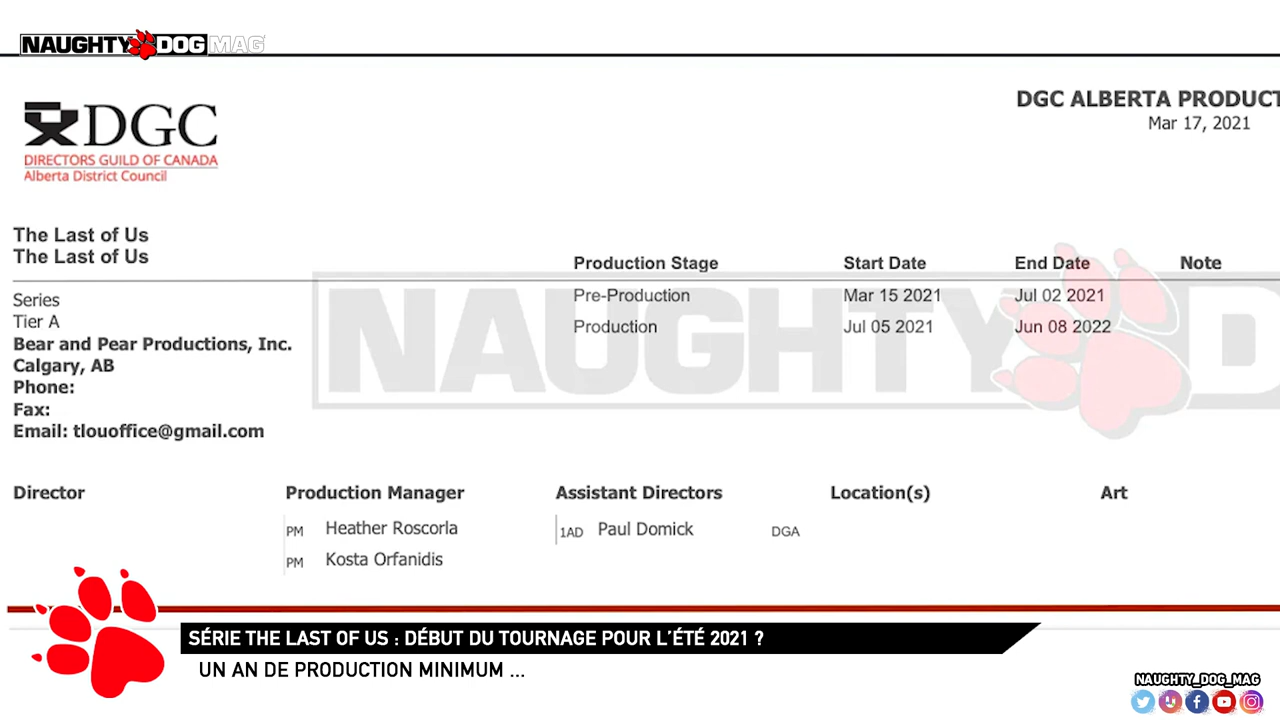 NAUGHTY DOG MAG
DGC
DIRECTORS GUILD OF CANADA
Alberta District Council
DGC ALBERTA PRODUCT
Mar 17, 2021
The Last of Us
The Last of Us
Production Stage Start Date End Date Note
Series
Pre-Production Mar 15 2021 Jul 02 2021
Tier A
Production Jul 05 2021 Jun 08 2022
Bear and Pear Productions, Inc.
Calgary, AB
Phone:
Fax:
Email: tlouoffice@gmail.com
NAUGHTY D
Director Production Manager Assistant Directors Location(s) Art
PM Heather Roscorla 1AD Paul Domick DGA
PM Kosta Orfanidis
SÉRIE THE LAST OF US : DÉBUT DU TOURNAGE POUR L'ÉTÉ 2021 ?
UN AN DE PRODUCTION MINIMUM ...
NAUGHTY_DOG_MAG